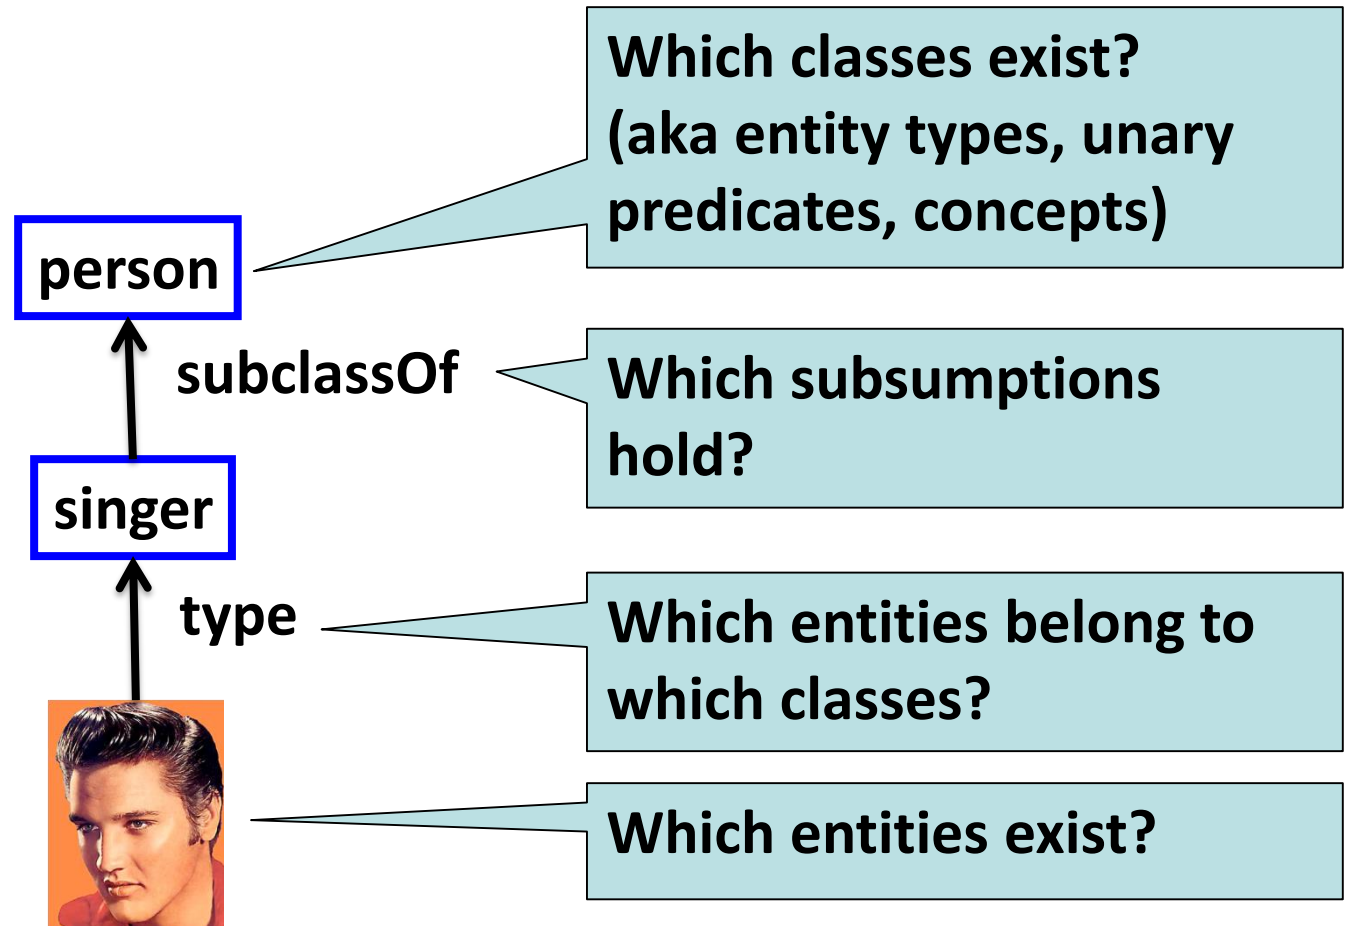 Which classes exist?
(aka entity types, unary
predicates, concepts)
person
subclassOf
Which subsumptions
hold?
singer
type
Which entities belong to
which classes?
Which entities exist?